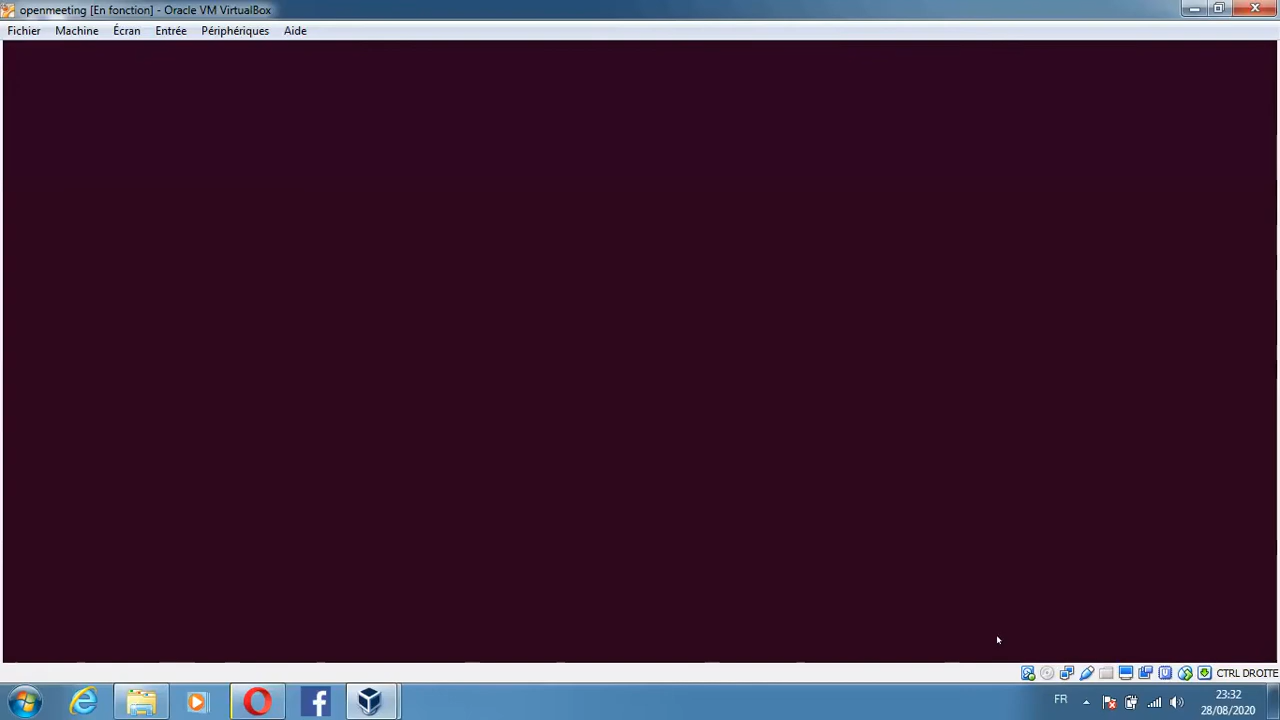 openmeeting [En fonction] - Oracle VM VirtualBox
Fichier Machine Écran Entrée Périphériques Aide
CTRL DROITE
FR
23:32
28/08/2020